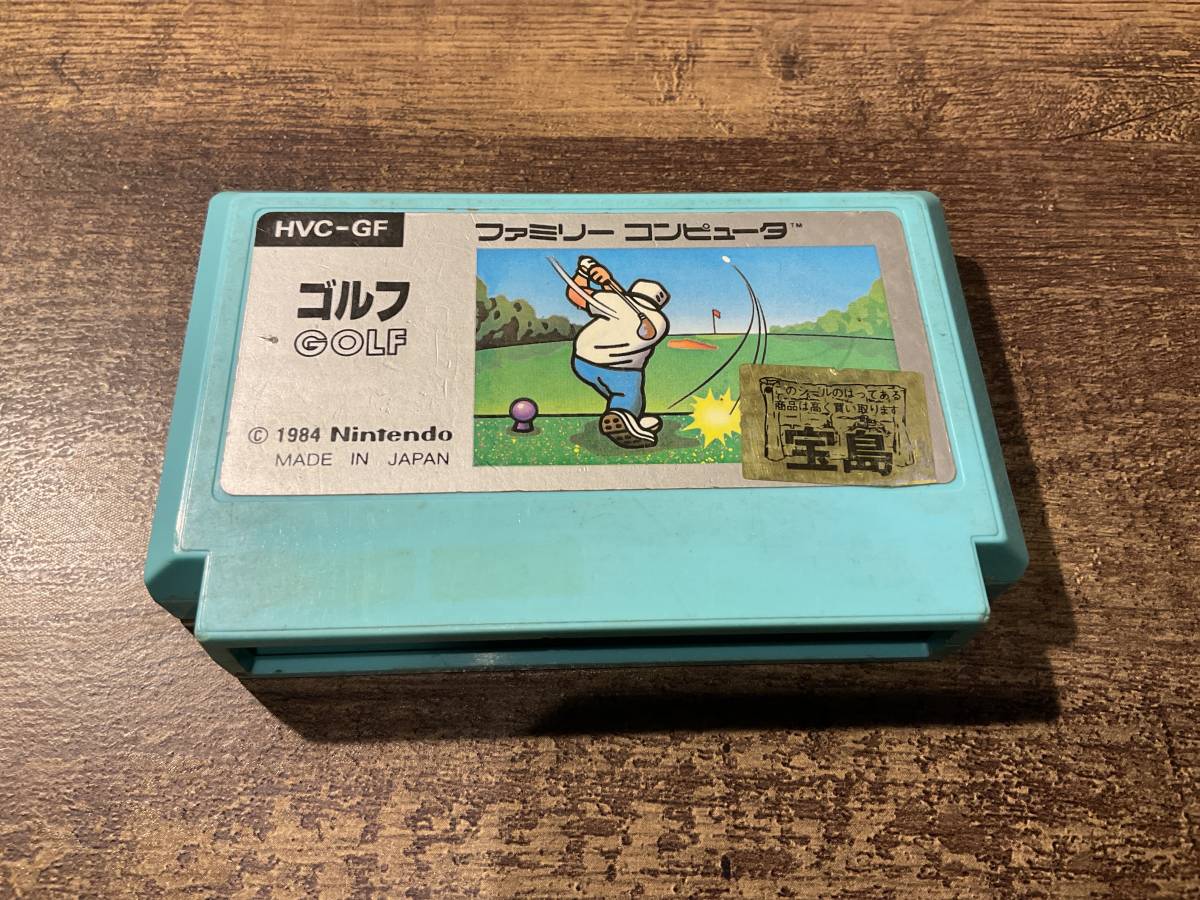 HVC-GF
ファミリー コンピュータ™
ゴルフ
GOLF
© 1984 Nintendo
MADE IN JAPAN
のシールのはってある
商品は高く買い取ります
宝島